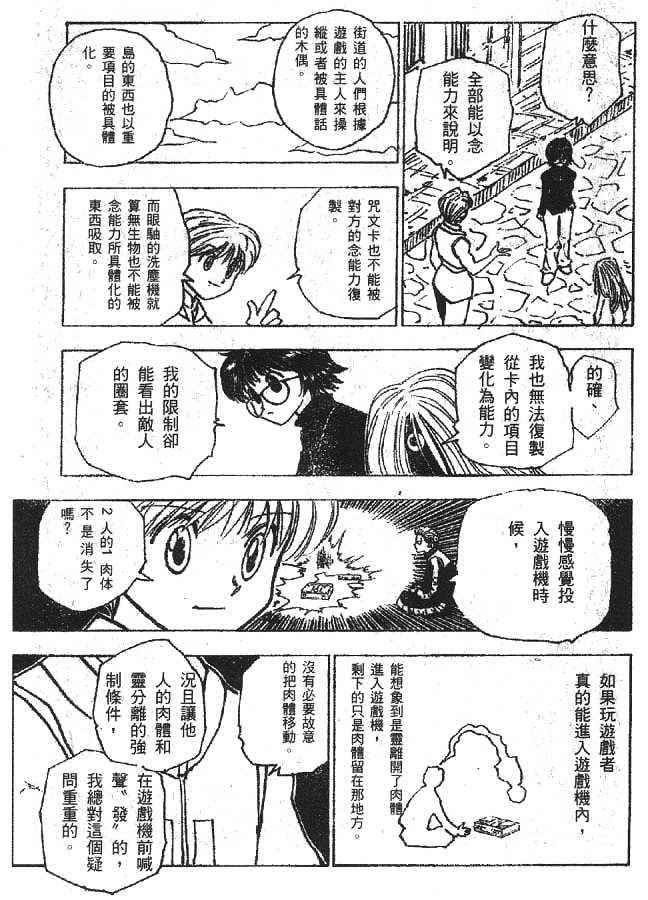 什麼意思?
全部能以念
能力來說明。
街道的人們根據
遊戲的主人來操
縱或者被具體話
的木偶。
島的東西也以重
要項目的被具體
化。
咒文卡也不能被
對方的念能力復
製。
而眼軸的洗塵機就
算無生物也不能被
念能力所具體化的
東西吸取。
的確、
我也無法復製
從卡內的項目
變化為能力。
我的限制卻
能看出敵人
的圈套。
慢慢感覺投
入遊戲機時
候，
2人的1肉体
不是消失了
嗎?
如果玩遊戲者
真的能進入遊戲機內，
能想象到是靈離開了肉體
進入遊戲機，
剩下的只是肉體留在那地方。
沒有必要故意
的把肉體移動。
況且讓他
人的肉體和
靈分離的強
制條件，
在遊戲機前喊
聲〝發〞的，
我總對這個疑
問重重的。